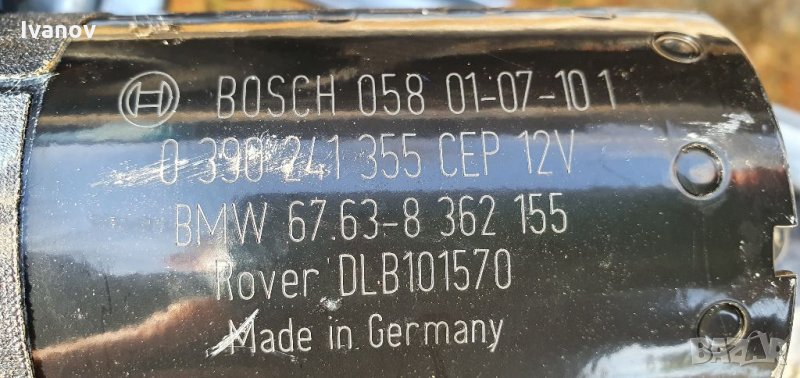 Ivanov
BOSCH 058 01-07-10 1
0 390 241 355 CEP 12V
BMW 67.63-8 362 155
Rover DLB101570
Made in Germany
BAZAR